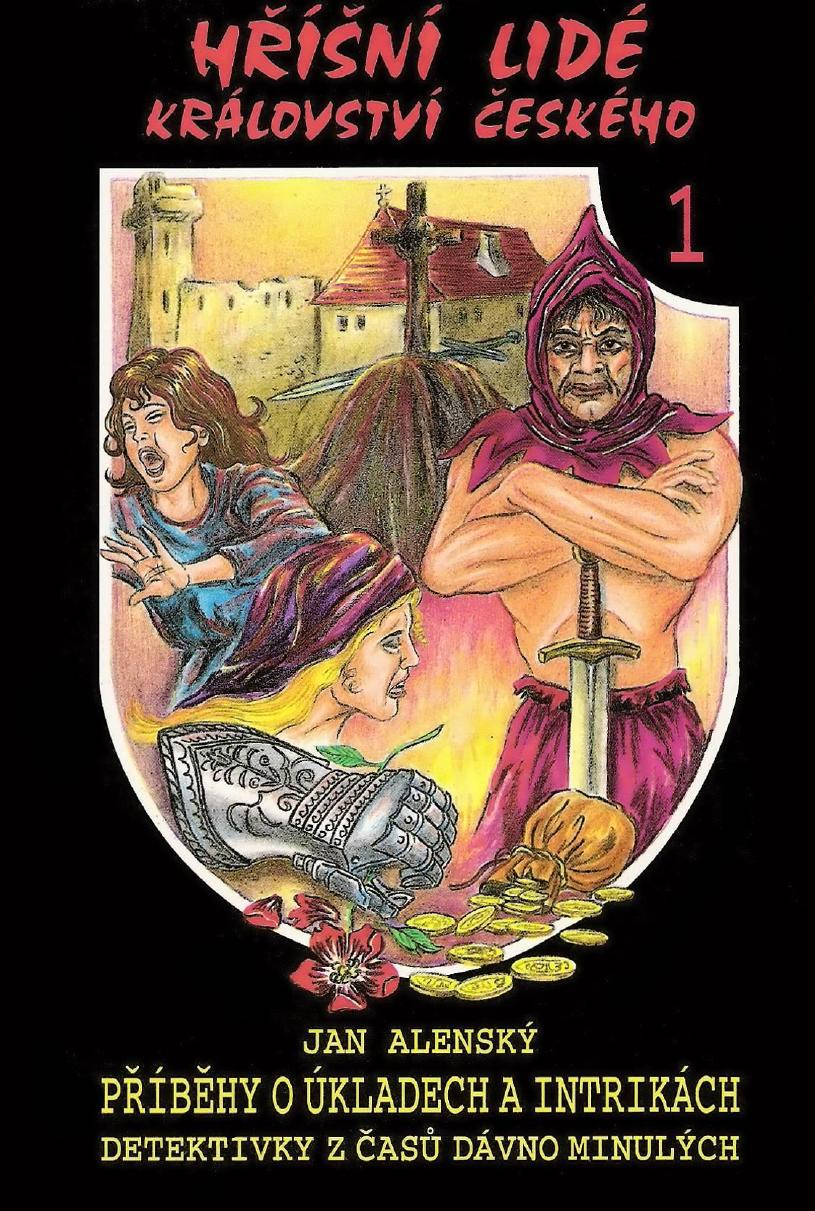 HŘÍŠNÍ LIDÉ
KRÁLOVSTVÍ ČESKÉHO
1
JAN ALENSKÝ
PŘÍBĚHY O ÚKLADECH A INTRIKÁCH
DETEKTIVKY Z ČASŮ DÁVNO MINULÝCH